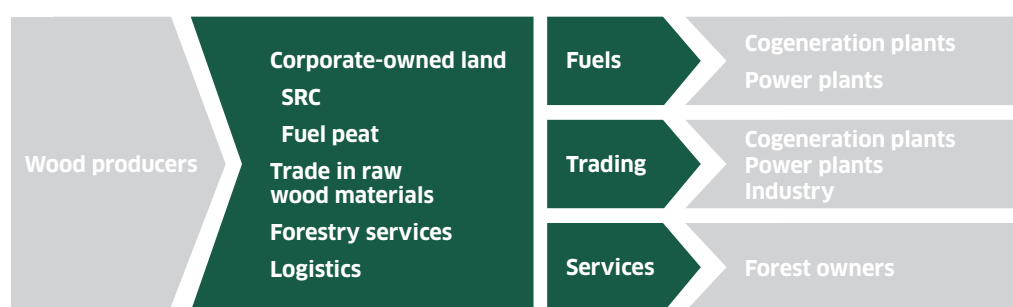 Wood producers
Corporate-owned land
SRC
Fuel peat
Trade in raw
wood materials
Forestry services
Logistics
Fuels
Cogeneration plants
Power plants
Trading
Cogeneration plants
Power plants
Industry
Services
Forest owners